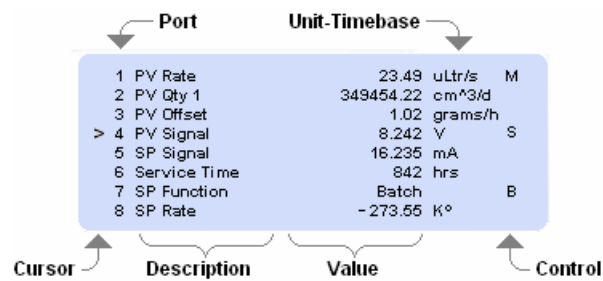 Port Unit-Timebase
1 PV Rate 23.49 uLtr/s M
2 PV Qty 1 349454.22 cm^3/d
3 PV Offset 1.02 grams/h
> 4 PV Signal 8.242 V S
5 SP Signal 16.235 mA
6 Service Time 842 hrs
7 SP Function Batch B
8 SP Rate -273.55 Kº
Cursor Description Value Control